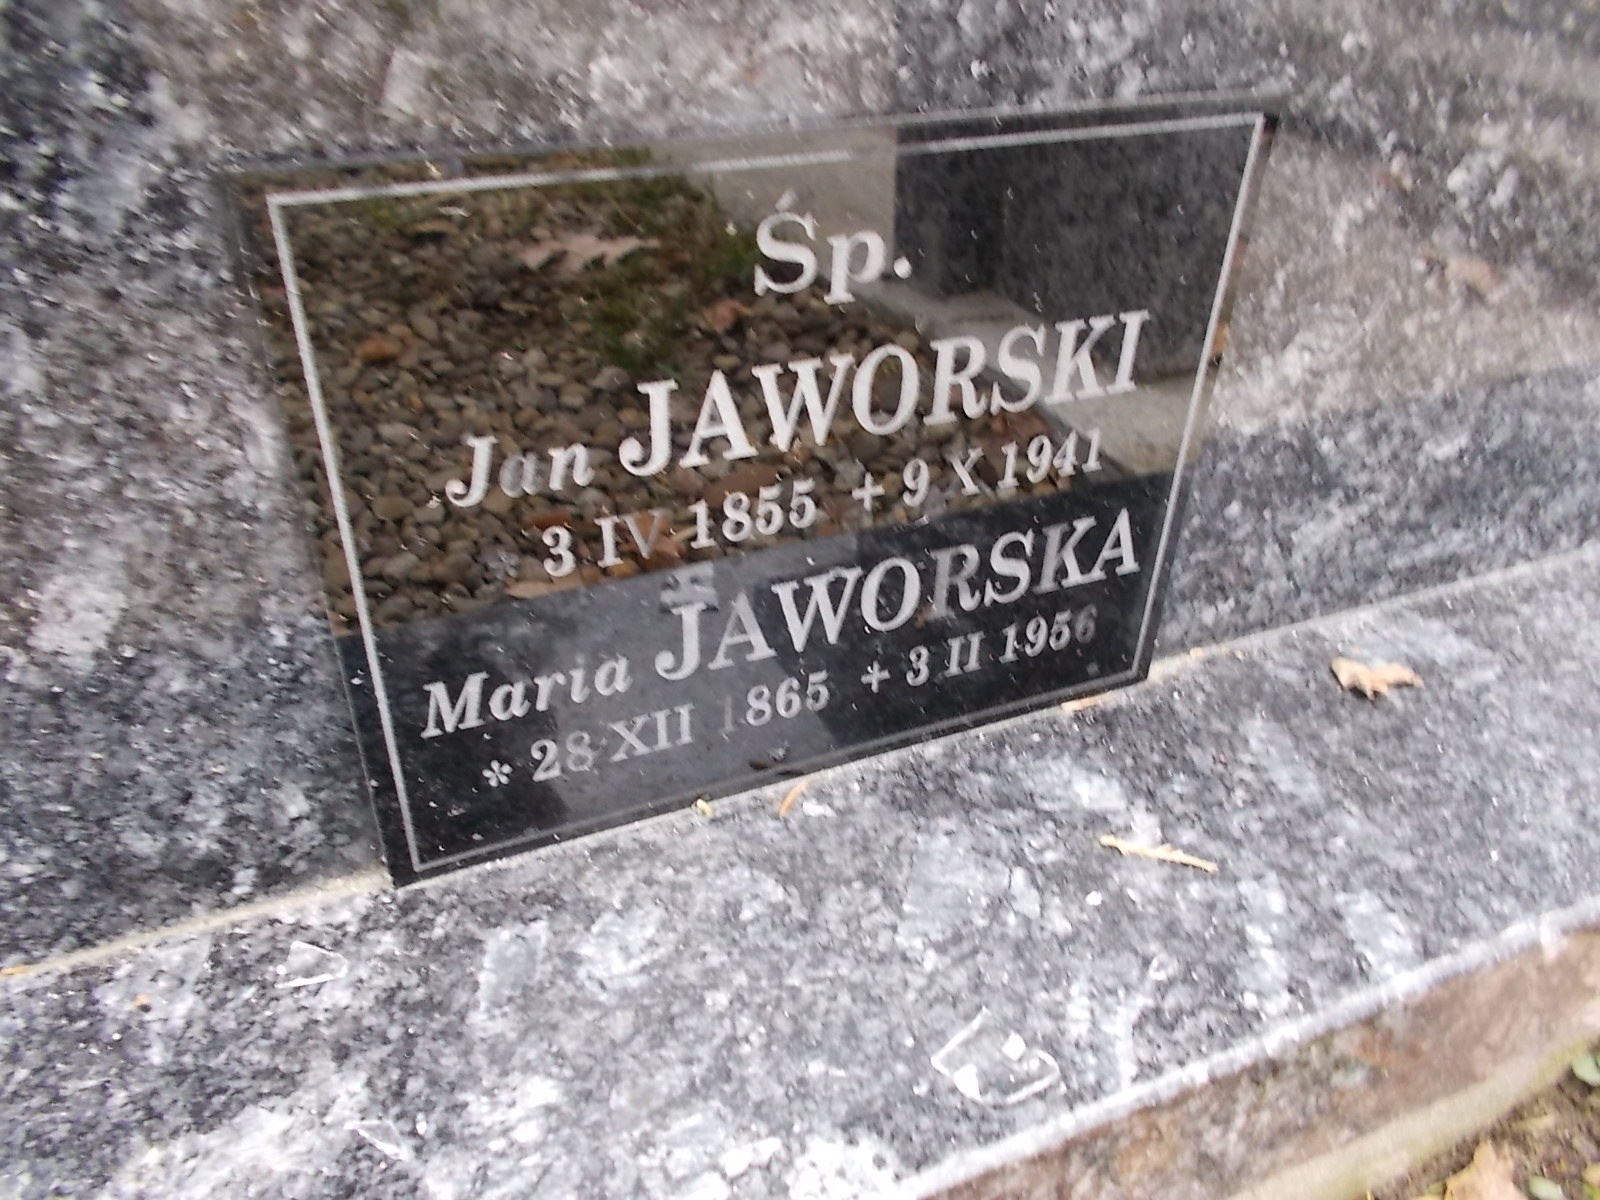 Śp.
Jan JAWORSKI
3 IV 1855 + 9 X 1941
Maria JAWORSKA
* 28 XII 1865 + 3 II 1956